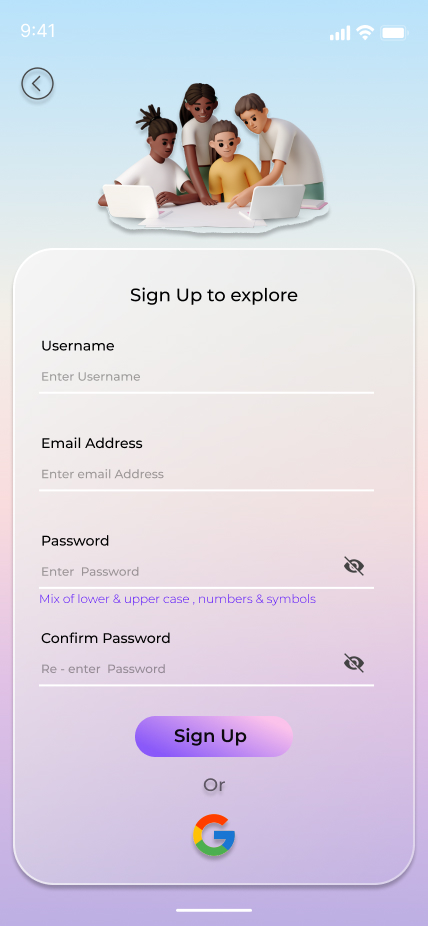 9:41
Sign Up to explore
Username
Enter Username
Email Address
Enter email Address
Password
Enter  Password
Mix of lower & upper case , numbers & symbols
Confirm Password
Re - enter  Password
Sign Up
Or